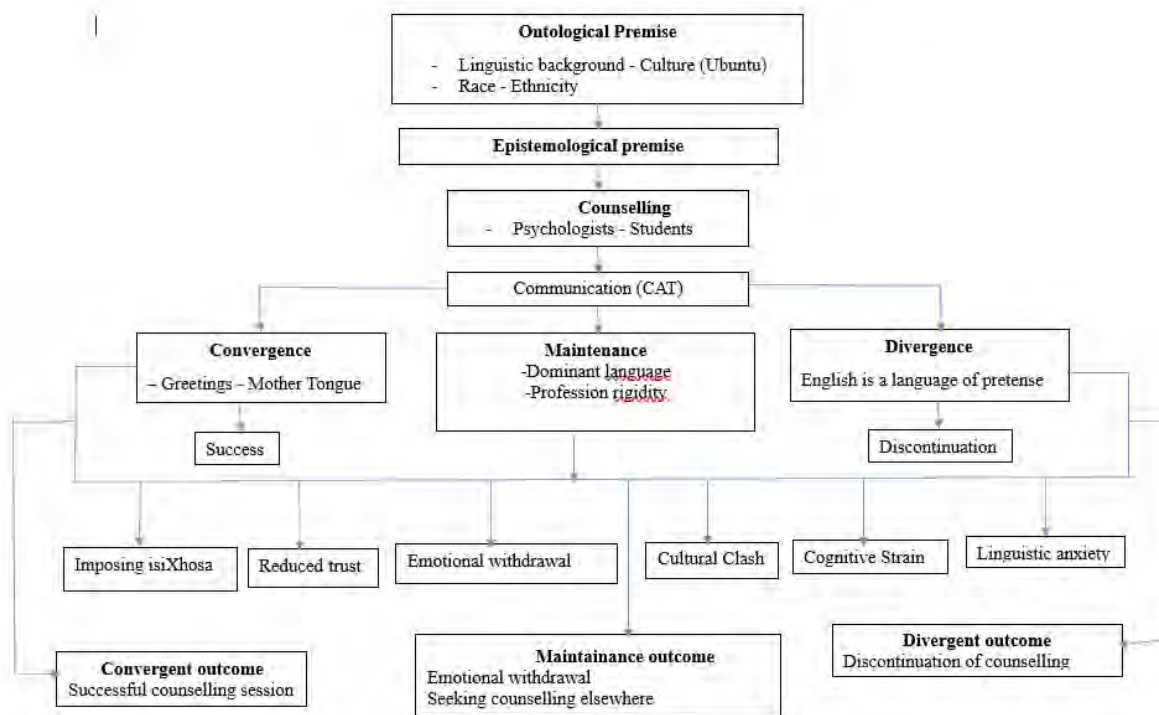 Ontological Premise
- Linguistic background - Culture (Ubuntu)
- Race - Ethnicity
Epistemological premise
Counselling
- Psychologists - Students
Communication (CAT)
Convergence
– Greetings – Mother Tongue
Maintenance
-Dominant language
-Profession rigidity
Divergence
English is a language of pretense
Success
Discontinuation
Imposing isiXhosa
Reduced trust
Emotional withdrawal
Cultural Clash
Cognitive Strain
Linguistic anxiety
Convergent outcome
Successful counselling session
Maintainance outcome
Emotional withdrawal
Seeking counselling elsewhere
Divergent outcome
Discontinuation of counselling